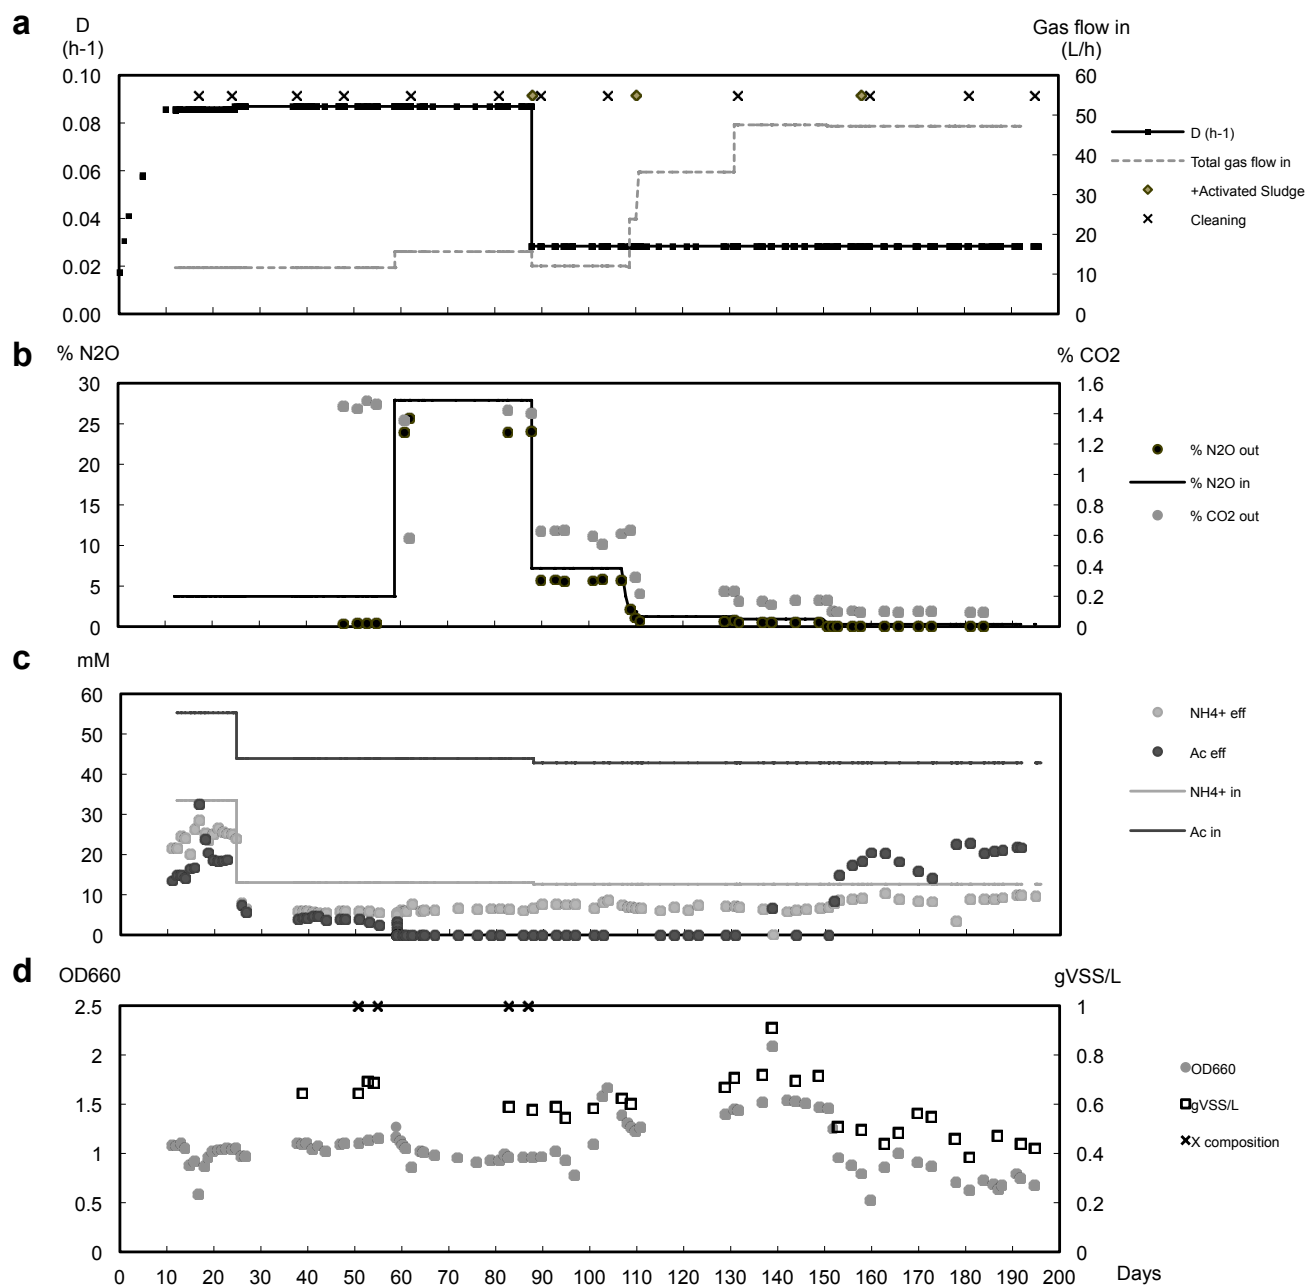 a
D
(h-1)
Gas flow in
(L/h)
0.10
0.08
0.06
0.04
0.02
0.00
60
50
40
30
20
10
0
D (h-1)
Total gas flow in
+Activated Sludge
Cleaning
b
% N2O
% CO2
30
25
20
15
10
5
0
1.6
1.4
1.2
1
0.8
0.6
0.4
0.2
0
% N2O out
% N2O in
% CO2 out
c
mM
60
50
40
30
20
10
0
NH4+ eff
Ac eff
NH4+ in
Ac in
d
OD660
gVSS/L
2.5
2
1.5
1
0.5
0
1
0.8
0.6
0.4
0.2
0
OD660
gVSS/L
X composition
0 10 20 30 40 50 60 70 80 90 100 110 120 130 140 150 160 170 180 190 200
Days